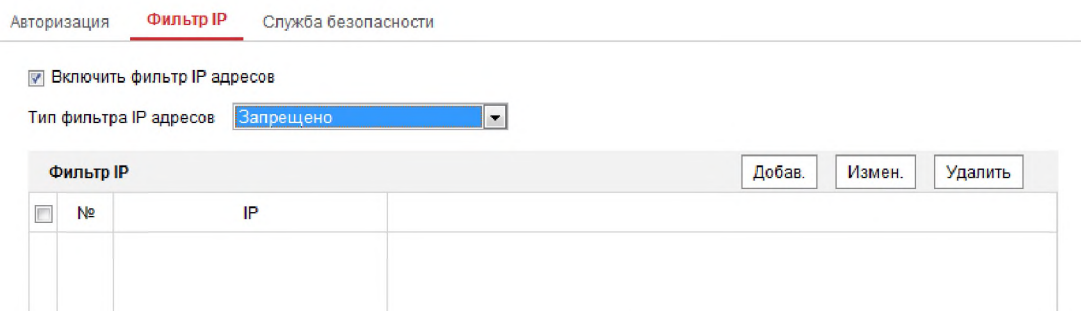 Авторизация Фильтр IP Служба безопасности
Включить фильтр IP адресов
Тип фильтра IP адресов Запрещено
Фильтр IP Добав. Измен. Удалить
№ IP